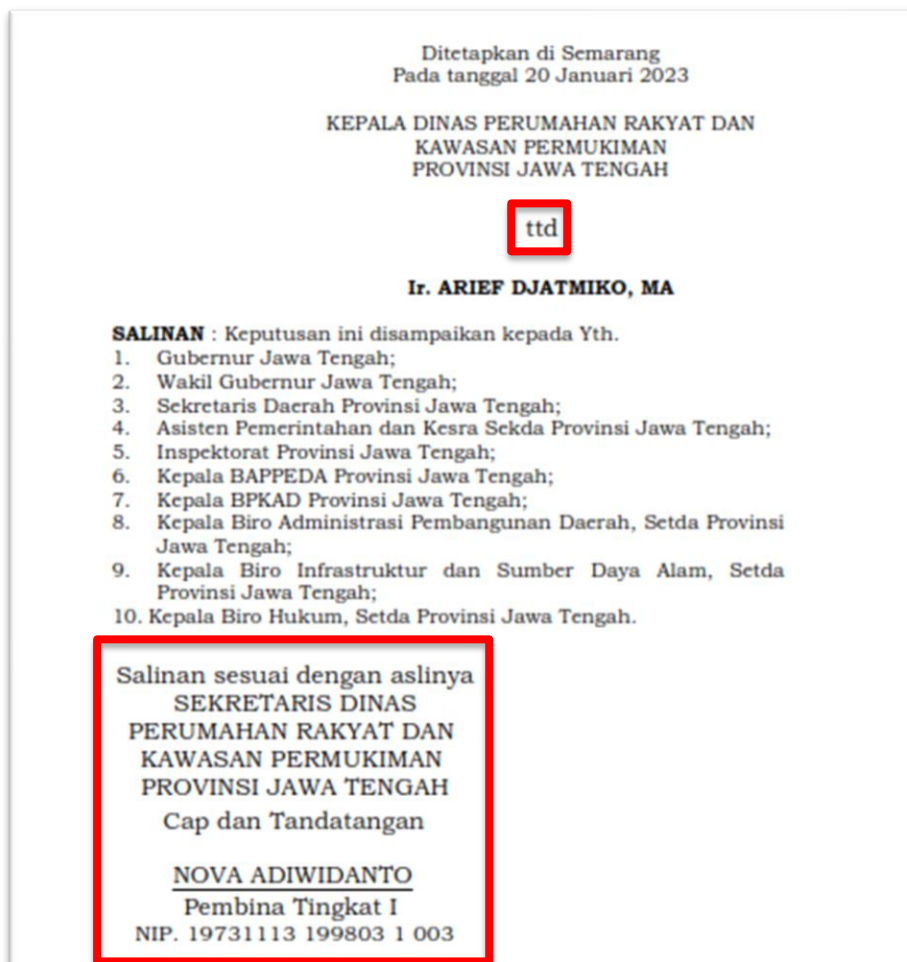 Ditetapkan di Semarang
Pada tanggal 20 Januari 2023
KEPALA DINAS PERUMAHAN RAKYAT DAN
KAWASAN PERMUKIMAN
PROVINSI JAWA TENGAH
ttd
Ir. ARIEF DJATMIKO, MA
SALINAN : Keputusan ini disampaikan kepada Yth.
1. Gubernur Jawa Tengah;
2. Wakil Gubernur Jawa Tengah;
3. Sekretaris Daerah Provinsi Jawa Tengah;
4. Asisten Pemerintahan dan Kesra Sekda Provinsi Jawa Tengah;
5. Inspektorat Provinsi Jawa Tengah;
6. Kepala BAPPEDA Provinsi Jawa Tengah;
7. Kepala BPKAD Provinsi Jawa Tengah;
8. Kepala Biro Administrasi Pembangunan Daerah, Setda Provinsi
Jawa Tengah;
9. Kepala Biro Infrastruktur dan Sumber Daya Alam, Setda
Provinsi Jawa Tengah;
10. Kepala Biro Hukum, Setda Provinsi Jawa Tengah.
Salinan sesuai dengan aslinya
SEKRETARIS DINAS
PERUMAHAN RAKYAT DAN
KAWASAN PERMUKIMAN
PROVINSI JAWA TENGAH
Cap dan Tandatangan
NOVA ADIWIDANTO
Pembina Tingkat I
NIP. 19731113 199803 1 003